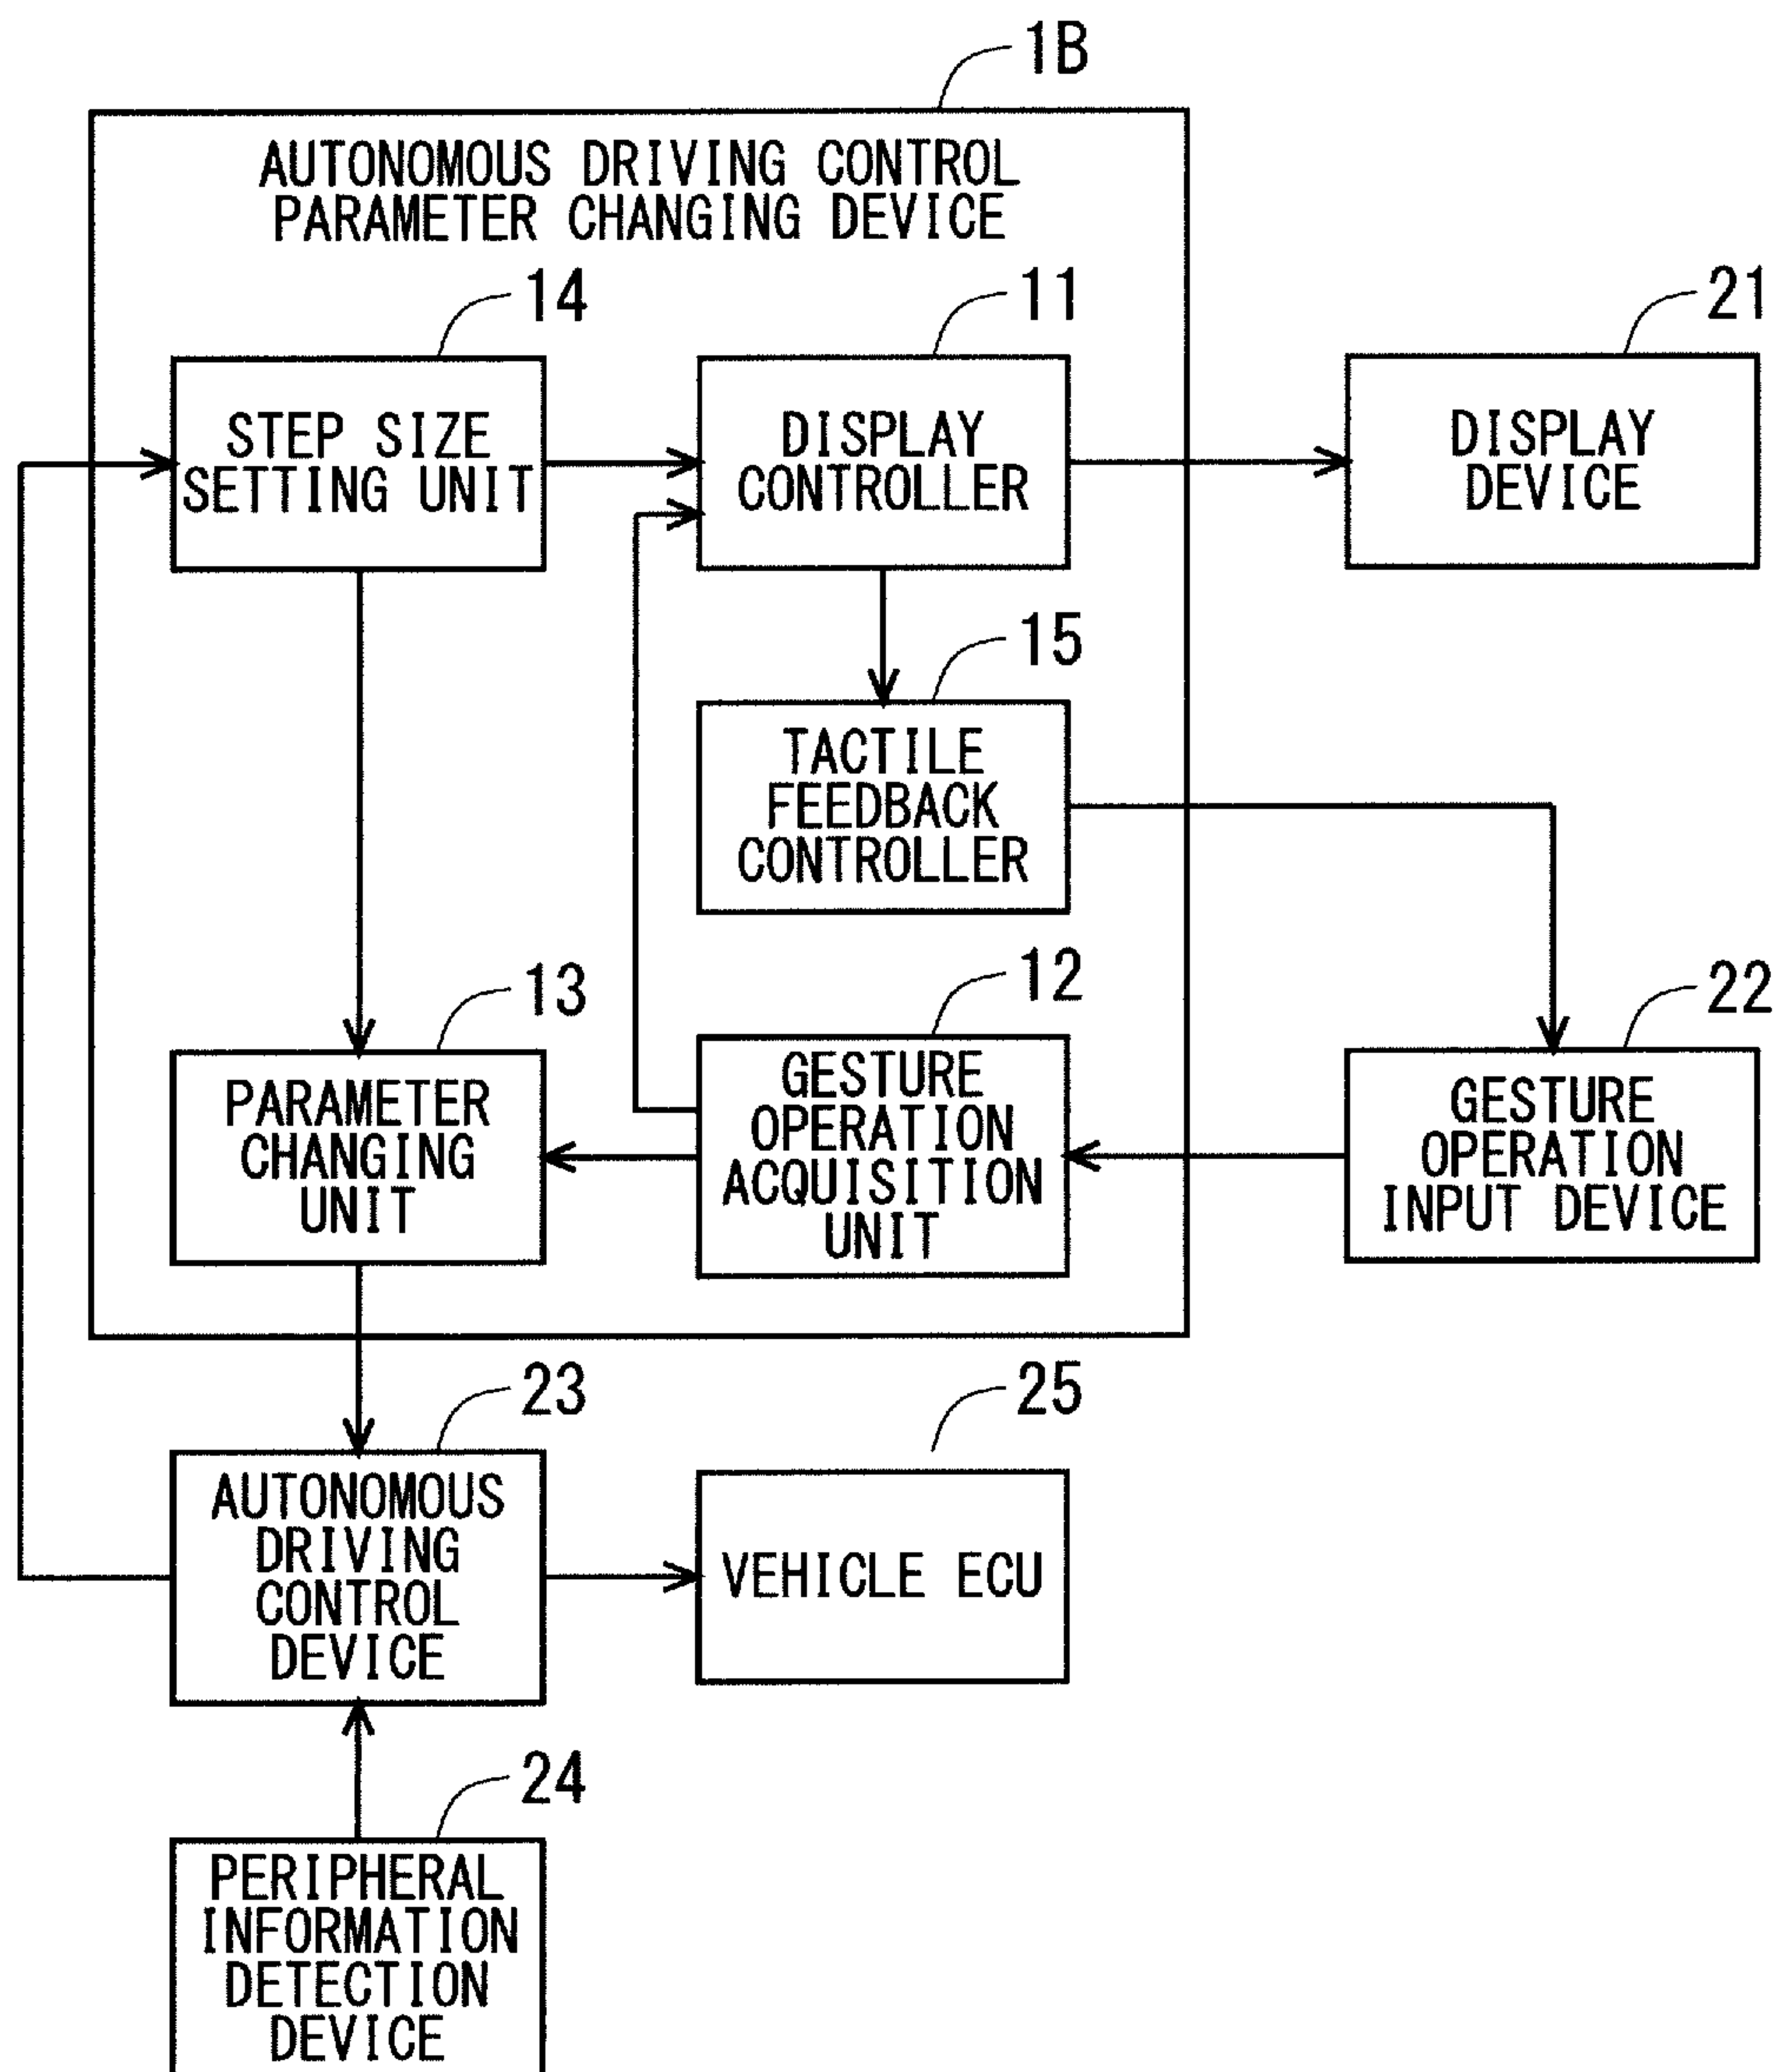 1B
AUTONOMOUS DRIVING CONTROL
PARAMETER CHANGING DEVICE
14
11
21
STEP SIZE
SETTING UNIT
DISPLAY
CONTROLLER
DISPLAY
DEVICE
15
TACTILE
FEEDBACK
CONTROLLER
13
12
22
PARAMETER
CHANGING
UNIT
GESTURE
OPERATION
ACQUISITION
UNIT
GESTURE
OPERATION
INPUT DEVICE
23
25
AUTONOMOUS
DRIVING
CONTROL
DEVICE
VEHICLE ECU
24
PERIPHERAL
INFORMATION
DETECTION
DEVICE